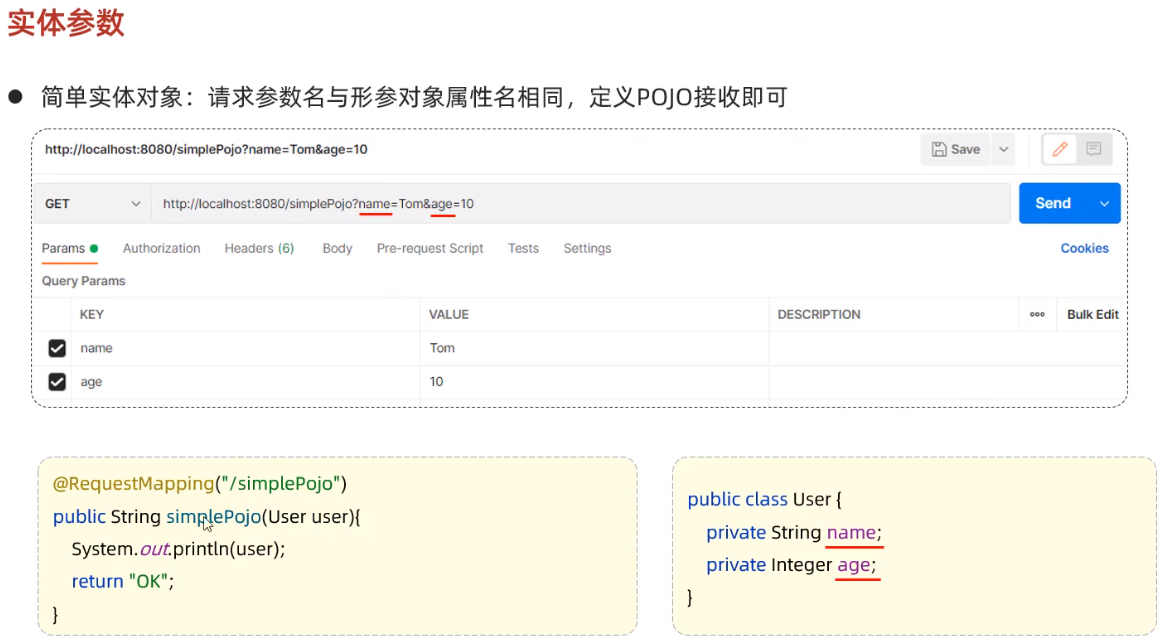 实体参数
● 简单实体对象：请求参数名与形参对象属性名相同，定义POJO接收即可
http://localhost:8080/simplePojo?name=Tom&age=10 Save
GET http://localhost:8080/simplePojo?name=Tom&age=10 Send
Params Authorization Headers (6) Body Pre-request Script Tests Settings Cookies
Query Params
KEY VALUE DESCRIPTION ooo Bulk Edit
name Tom
age 10
@RequestMapping("/simplePojo")
public String simplePojo(User user){
System.out.println(user);
return "OK";
}
public class User {
private String name;
private Integer age;
}